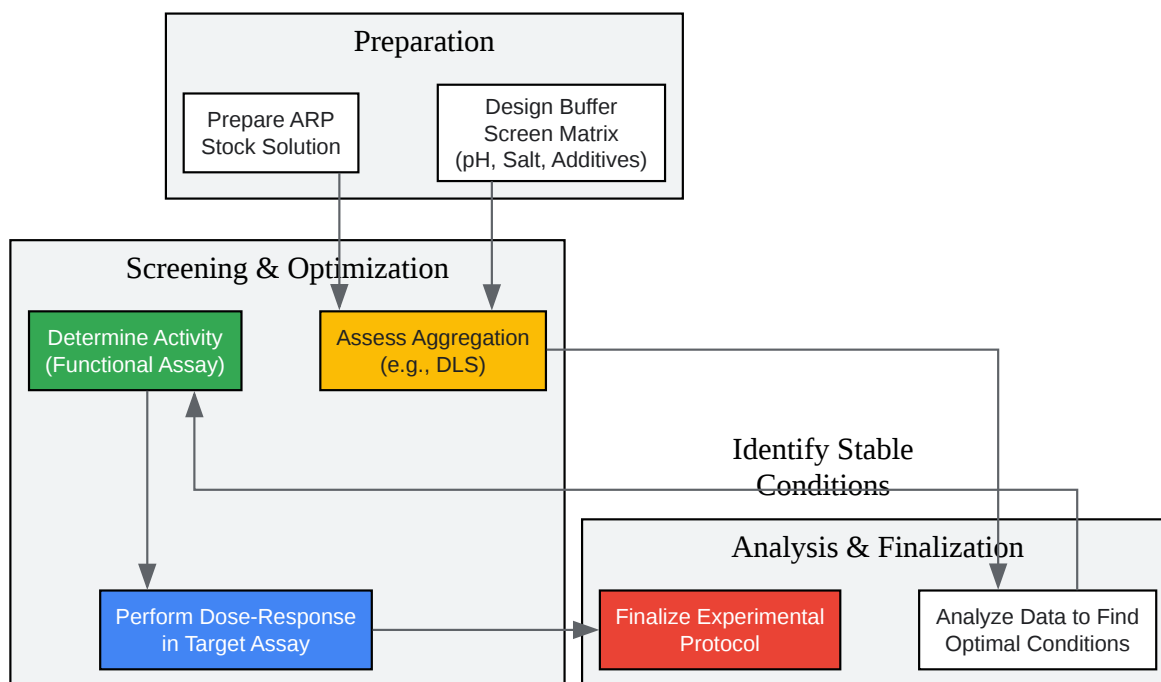 Preparation
Prepare ARP
Stock Solution
Design Buffer
Screen Matrix
(pH, Salt, Additives)
Screening & Optimization
Determine Activity
(Functional Assay)
Assess Aggregation
(e.g., DLS)
Identify Stable
Conditions
Analysis & Finalization
Perform Dose-Response
in Target Assay
Finalize Experimental
Protocol
Analyze Data to Find
Optimal Conditions